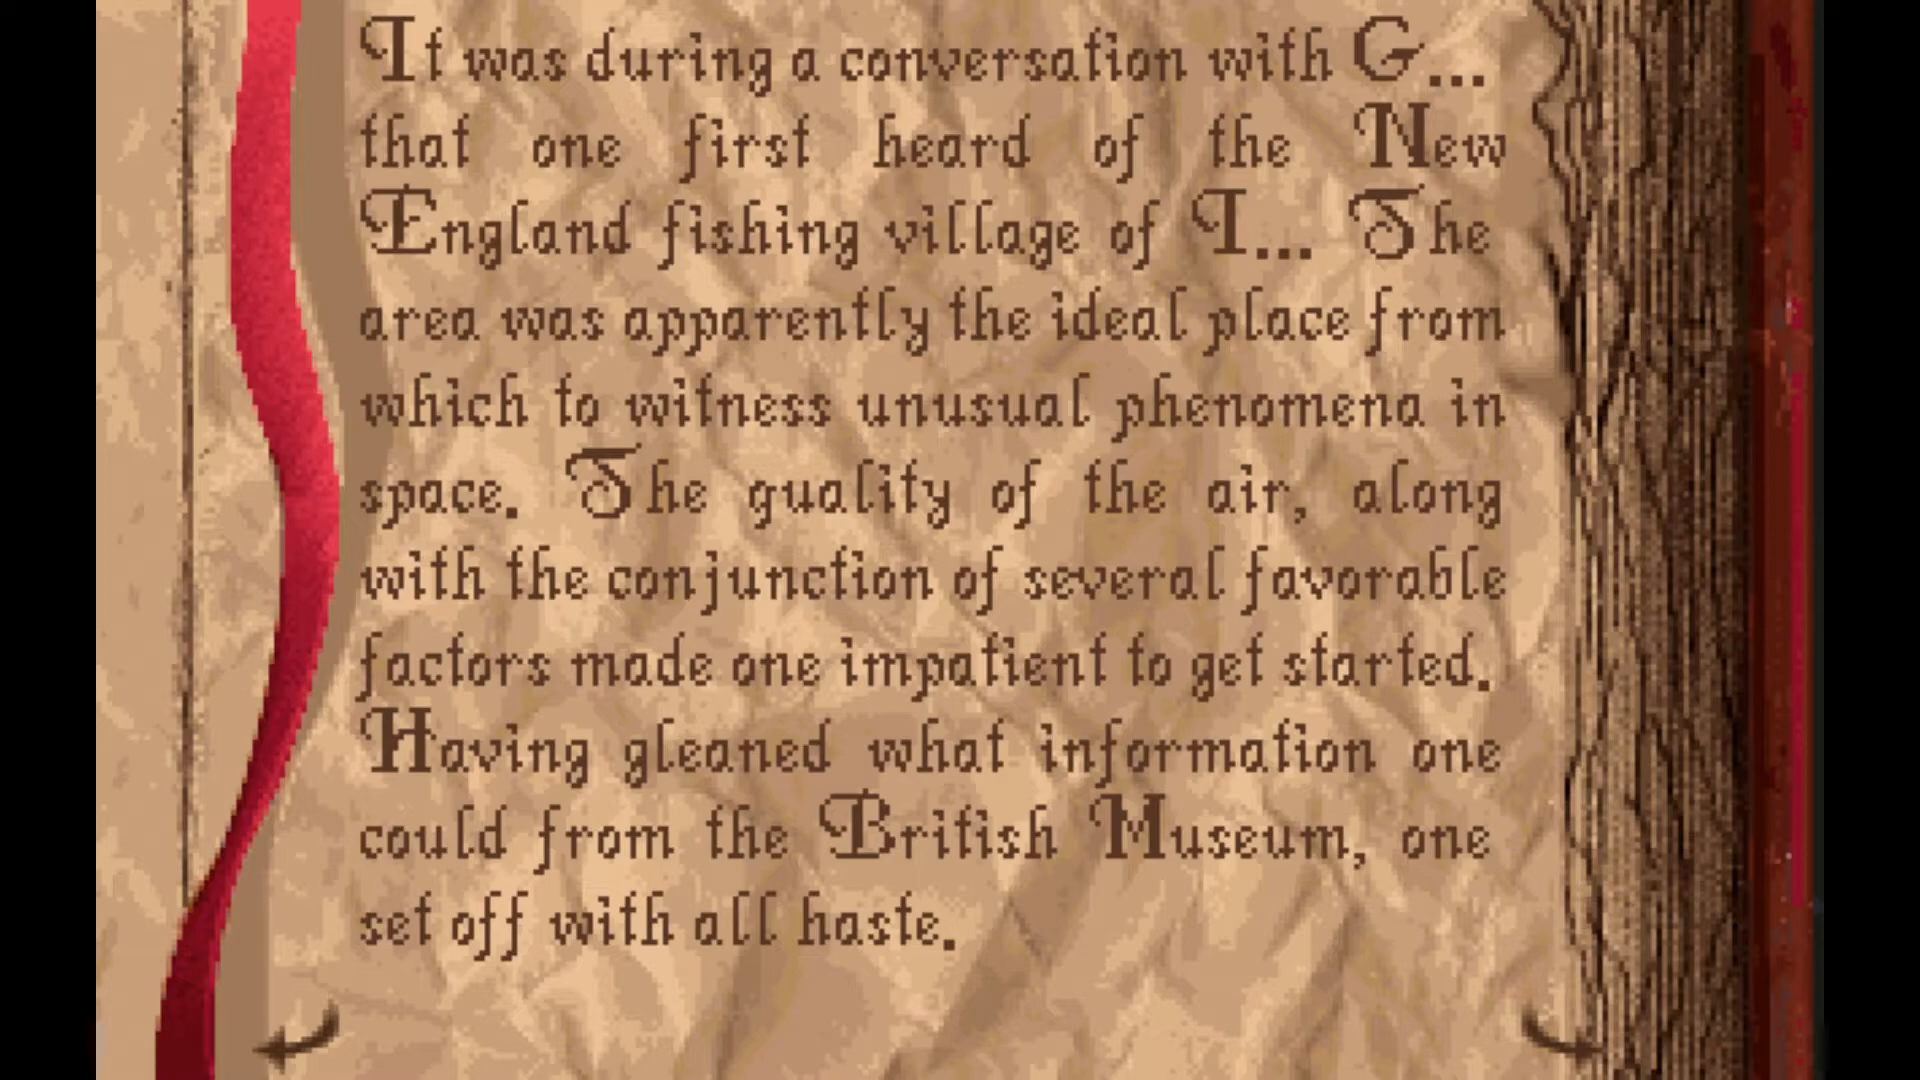 It was during a conversation with G...
that one first heard of the New
England fishing village of I... The
area was apparently the ideal place from
which to witness unusual phenomena in
space. The quality of the air, along
with the conjunction of several favorable
factors made one impatient to get started.
Having gleaned what information one
could from the British Museum, one
set off with all haste.